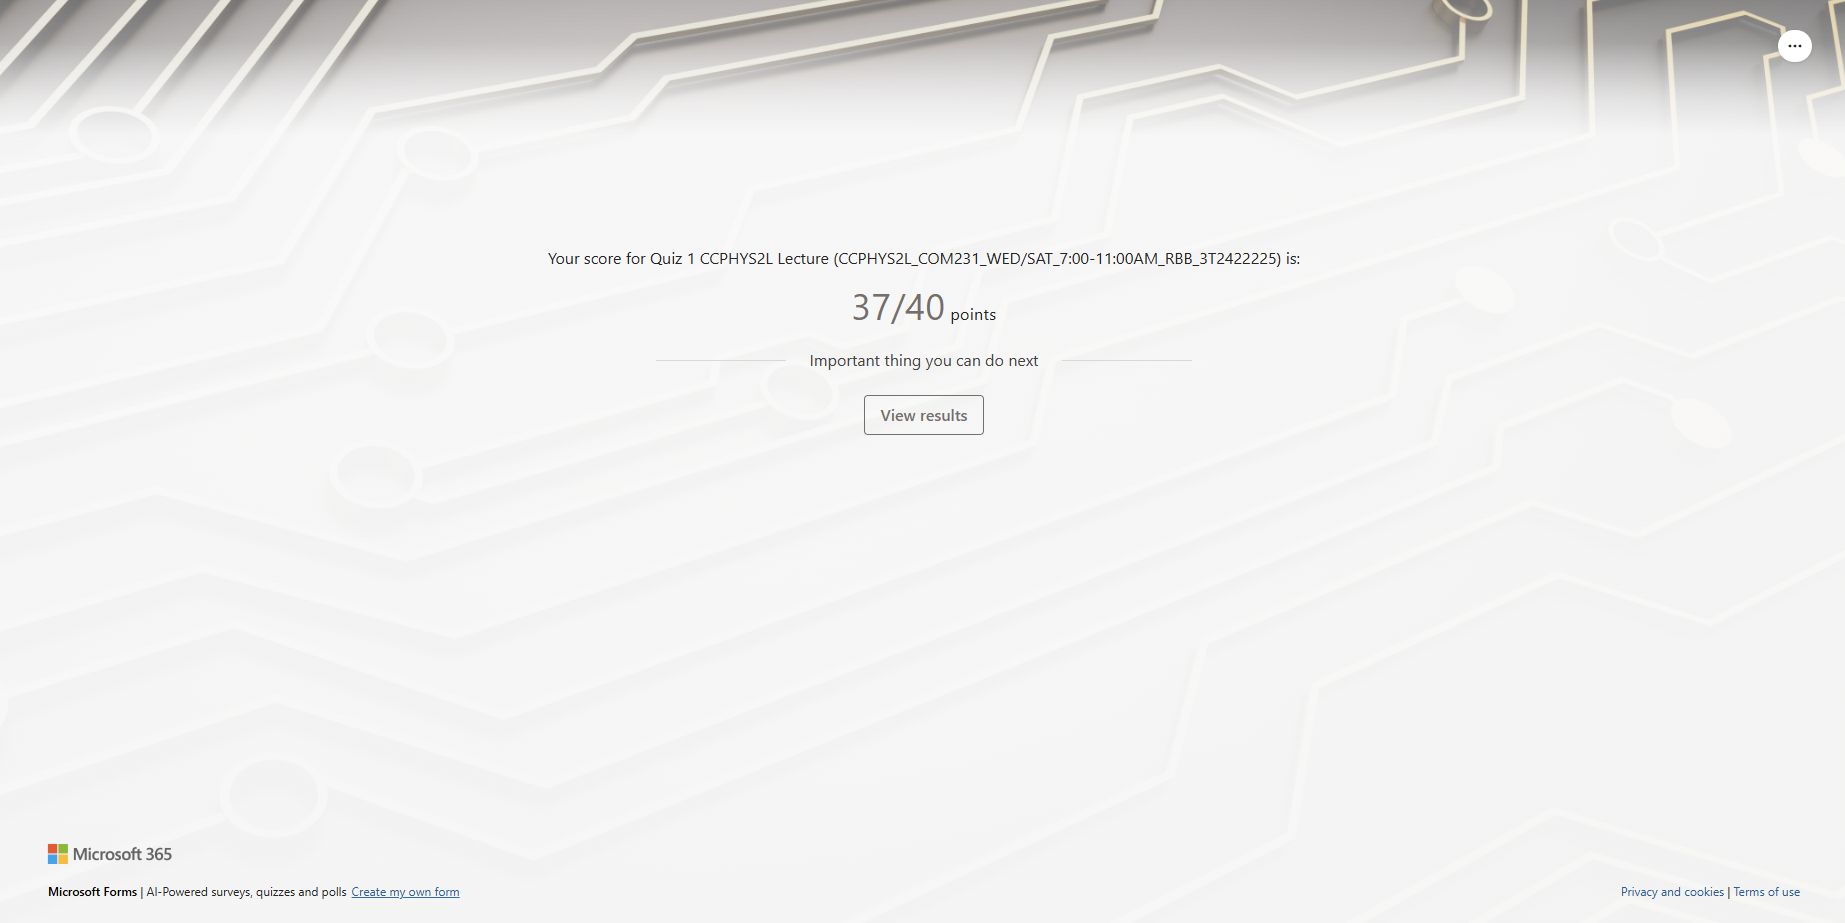 ...
Your score for Quiz 1 CCPHYS2L Lecture (CCPHYS2L_COM231_WED/SAT_7:00-11:00AM_RBB_3T2422225) is:
37/40 points
Important thing you can do next
View results
Microsoft 365
Microsoft Forms | AI-Powered surveys, quizzes and polls Create my own form
Privacy and cookies | Terms of use